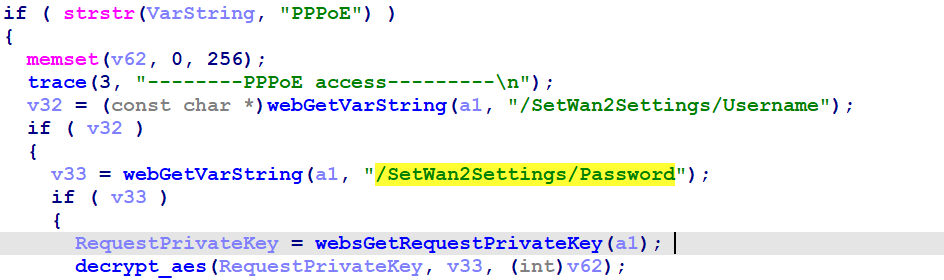 if ( strstr(VarString, "PPPoE") )
{
memset(v62, 0, 256);
trace(3, "--------PPPoE access---------\n");
v32 = (const char *)webGetVarString(a1, "/SetWan2Settings/Username");
if ( v32 )
{
v33 = webGetVarString(a1, "/SetWan2Settings/Password");
if ( v33 )
{
RequestPrivateKey = websGetRequestPrivateKey(a1);
decrypt_aes(RequestPrivateKey, v33, (int)v62);